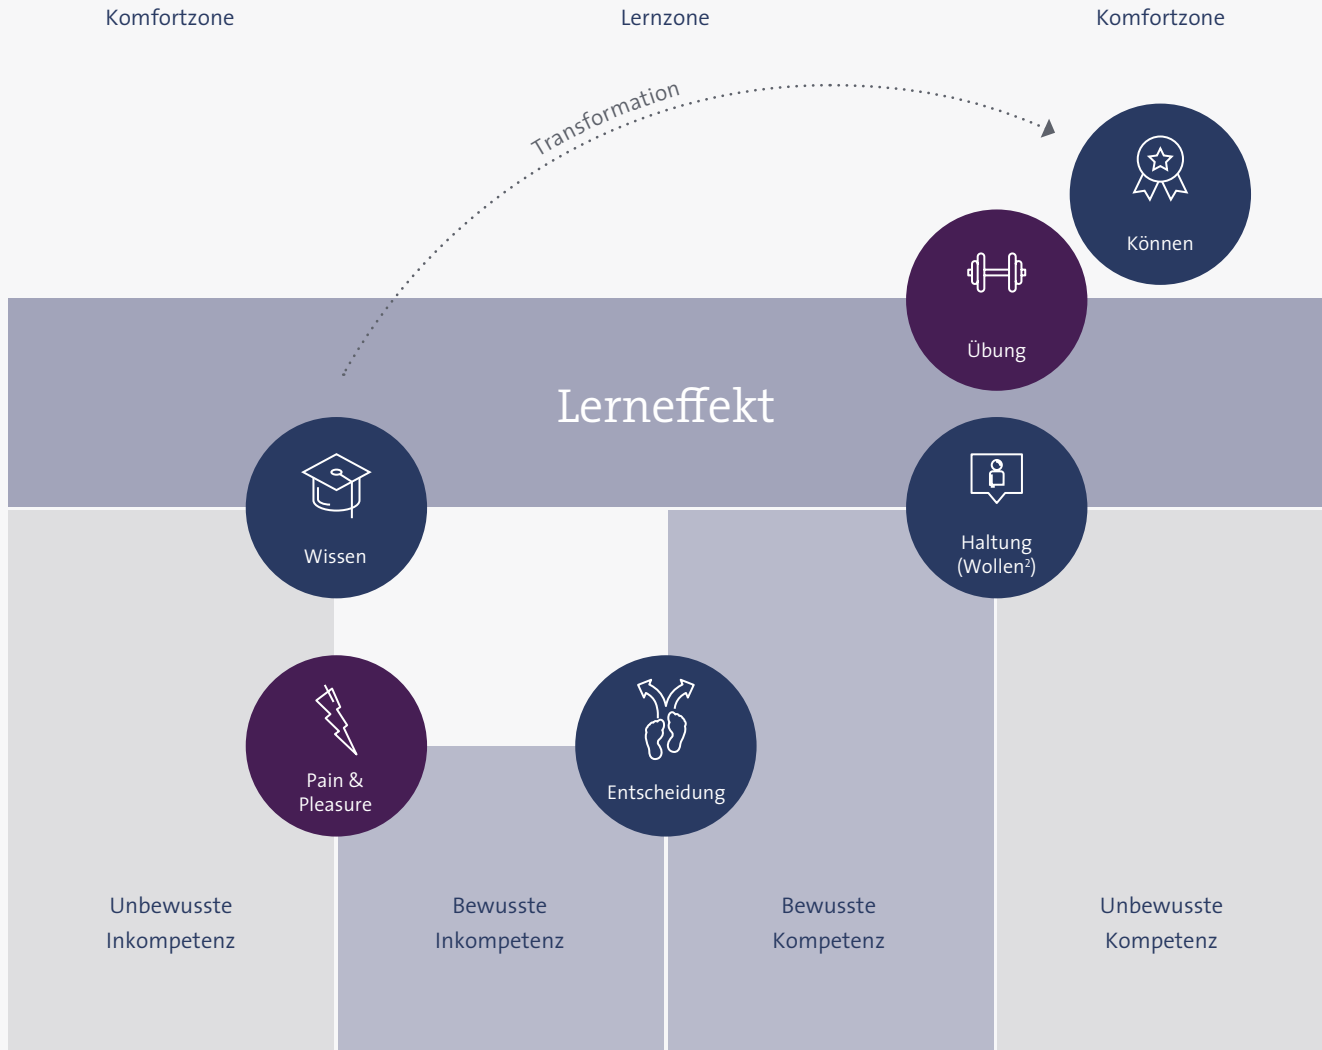 Komfortzone
Lernzone
Komfortzone
Transformation
Können
Übung
Lerneffekt
Wissen
Haltung
(Wollen²)
Pain &
Pleasure
Entscheidung
Unbewusste
Inkompetenz
Bewusste
Inkompetenz
Bewusste
Kompetenz
Unbewusste
Kompetenz